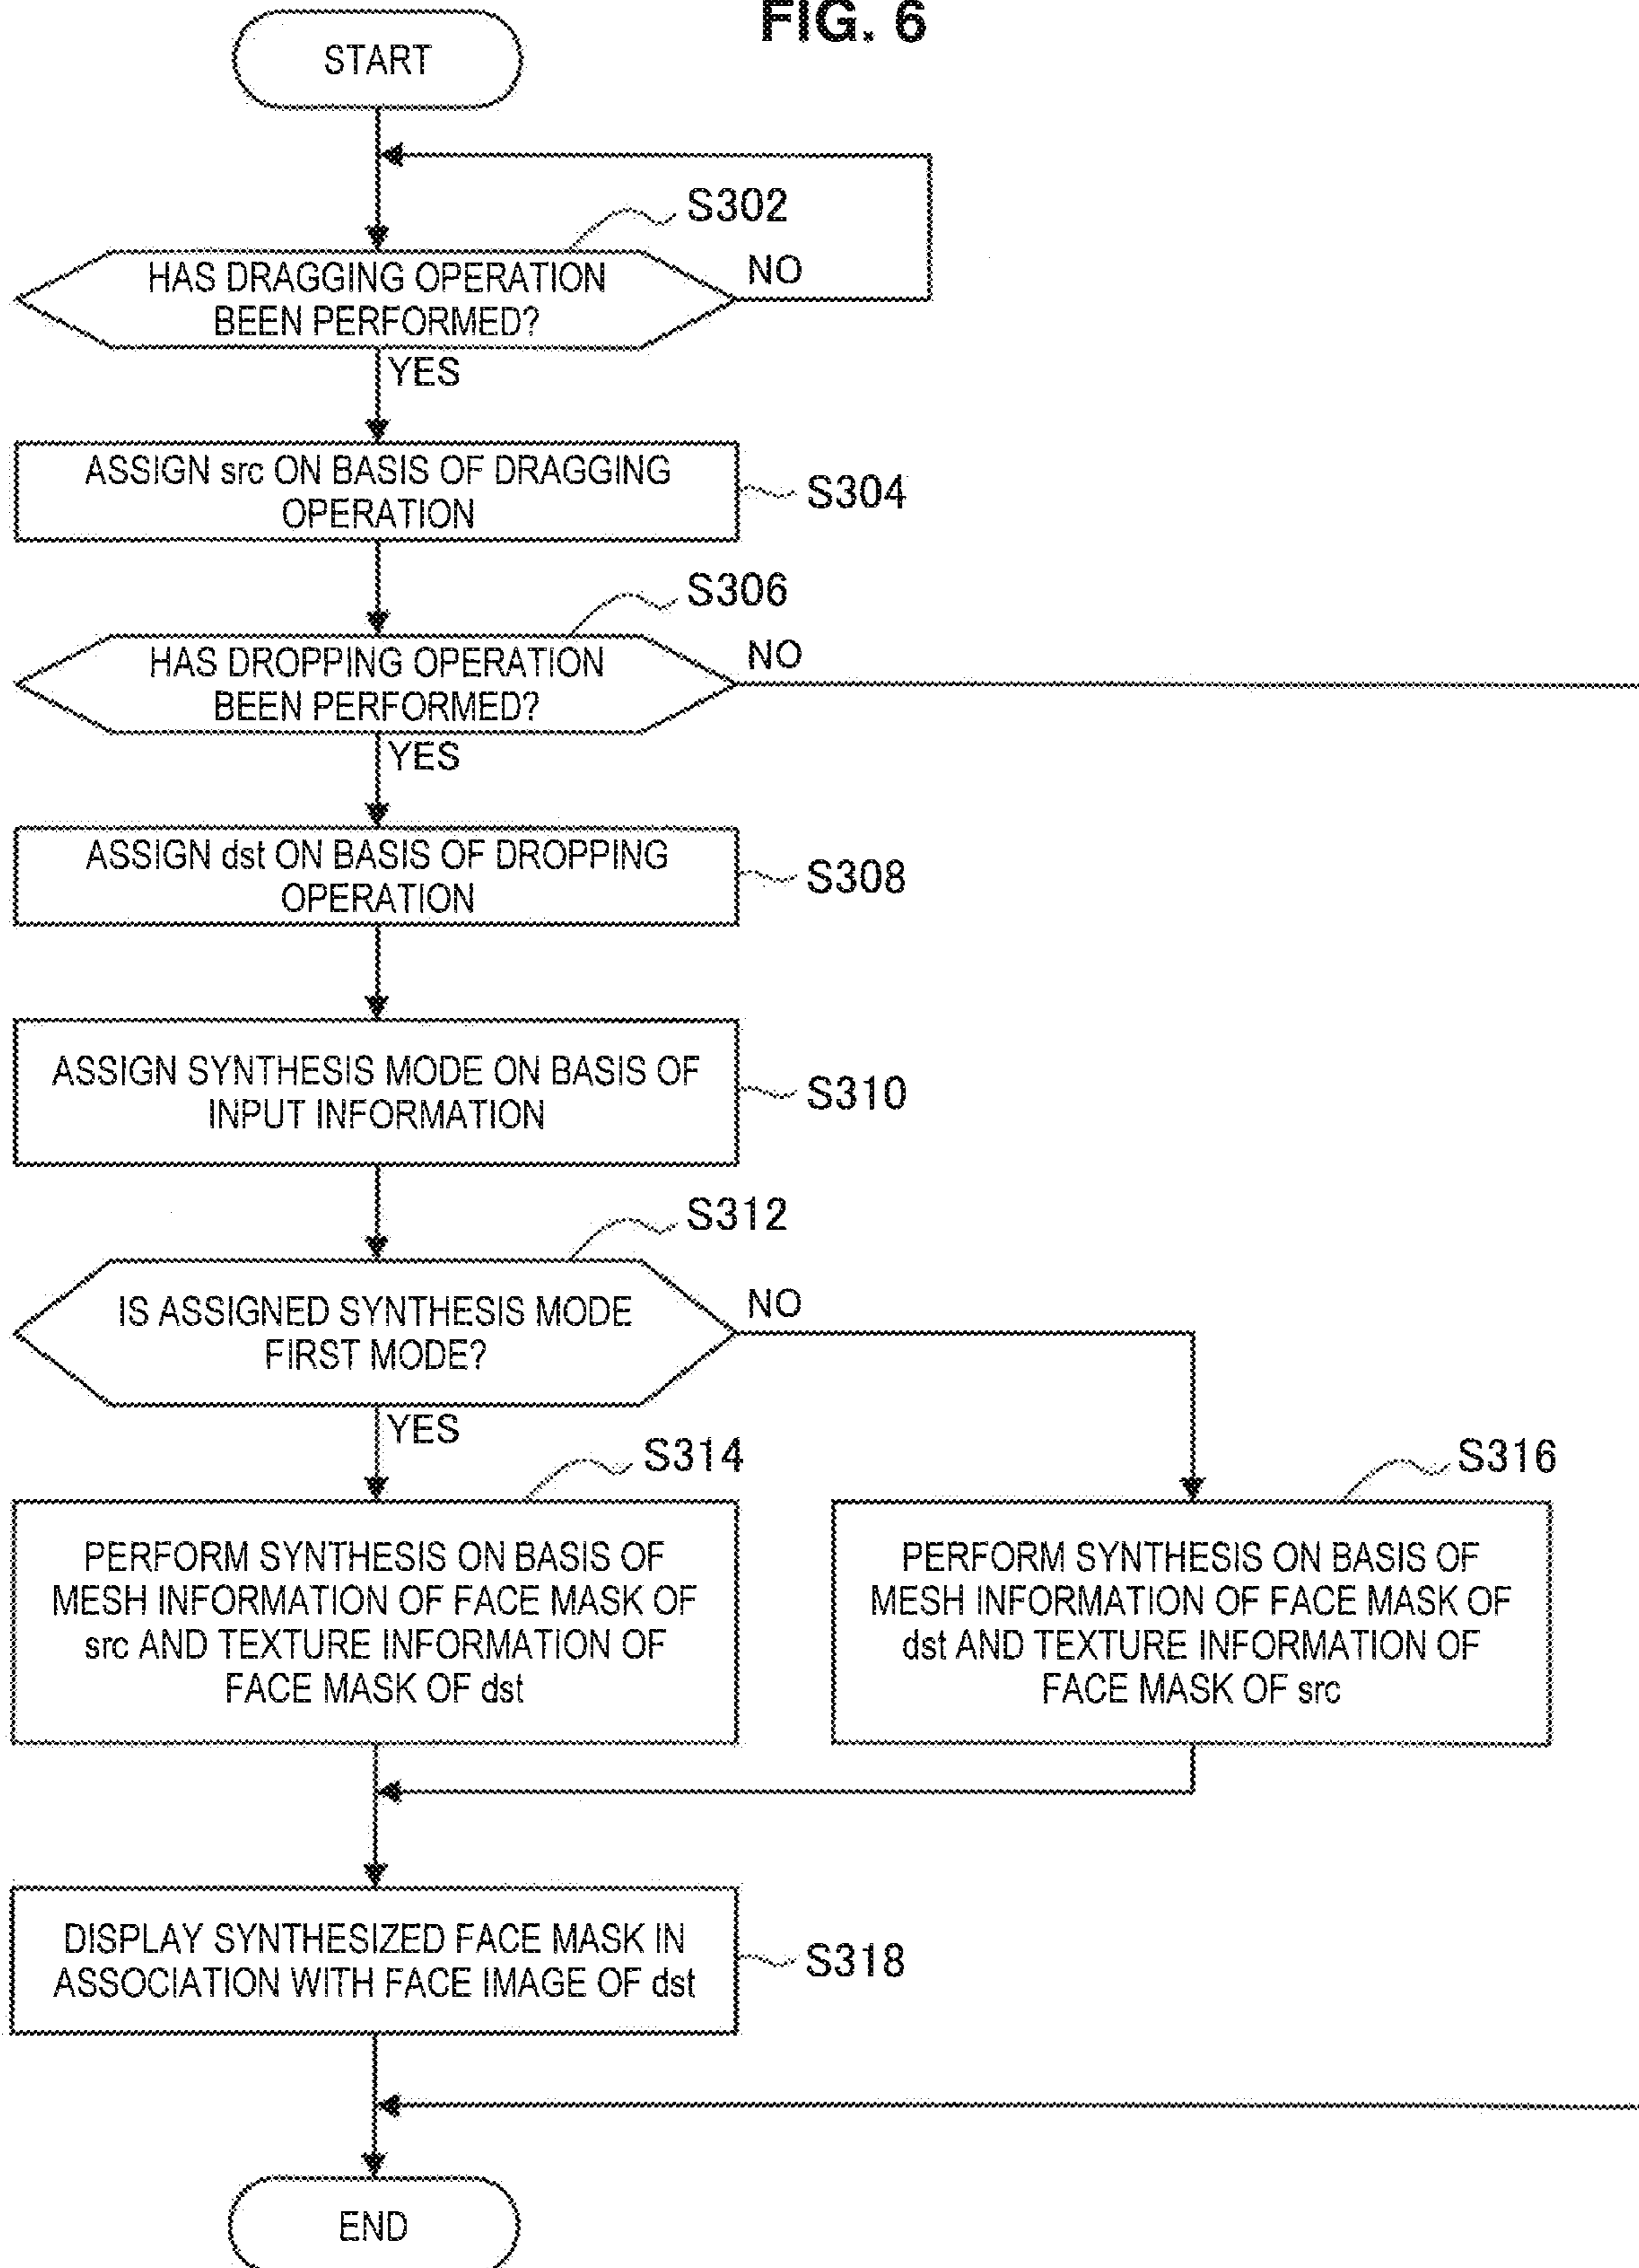 FIG. 6
START
S302
HAS DRAGGING OPERATION
BEEN PERFORMED?
NO
YES
ASSIGN src ON BASIS OF DRAGGING
OPERATION
S304
S306
HAS DROPPING OPERATION
BEEN PERFORMED?
NO
YES
ASSIGN dst ON BASIS OF DROPPING
OPERATION
S308
ASSIGN SYNTHESIS MODE ON BASIS OF
INPUT INFORMATION
S310
S312
IS ASSIGNED SYNTHESIS MODE
FIRST MODE?
NO
YES
S314
PERFORM SYNTHESIS ON BASIS OF
MESH INFORMATION OF FACE MASK OF
src AND TEXTURE INFORMATION OF
FACE MASK OF dst
S316
PERFORM SYNTHESIS ON BASIS OF
MESH INFORMATION OF FACE MASK OF
dst AND TEXTURE INFORMATION OF
FACE MASK OF src
DISPLAY SYNTHESIZED FACE MASK IN
ASSOCIATION WITH FACE IMAGE OF dst
S318
END